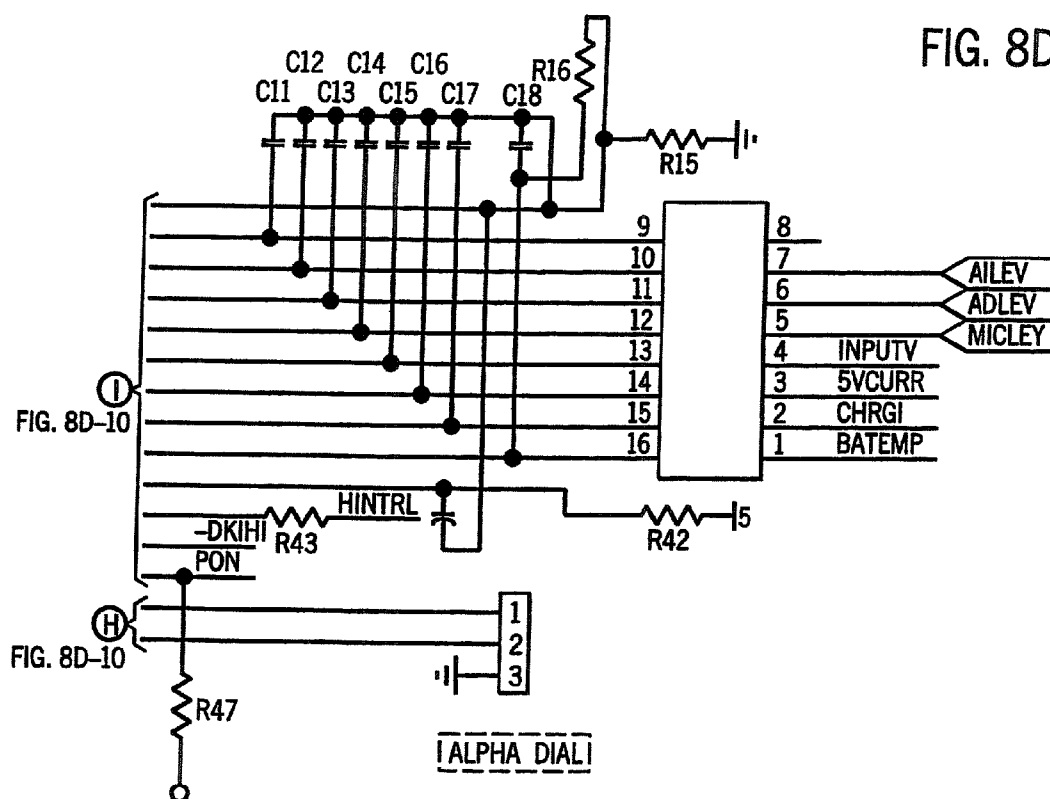 FIG. 8D
C12 C14 C16
C11 C13 C15 C17 C18
R16
R15
9 8
10 7 AILEV
11 6 ADLEV
12 5 MICLEY
13 4 INPUTV
14 3 5VCURR
15 2 CHRGI
16 1 BATEMP
I
FIG. 8D-10
HINTRL
R43
R42
5
-DKIHI
PON
H
FIG. 8D-10
1
2
3
R47
ALPHA DIAL